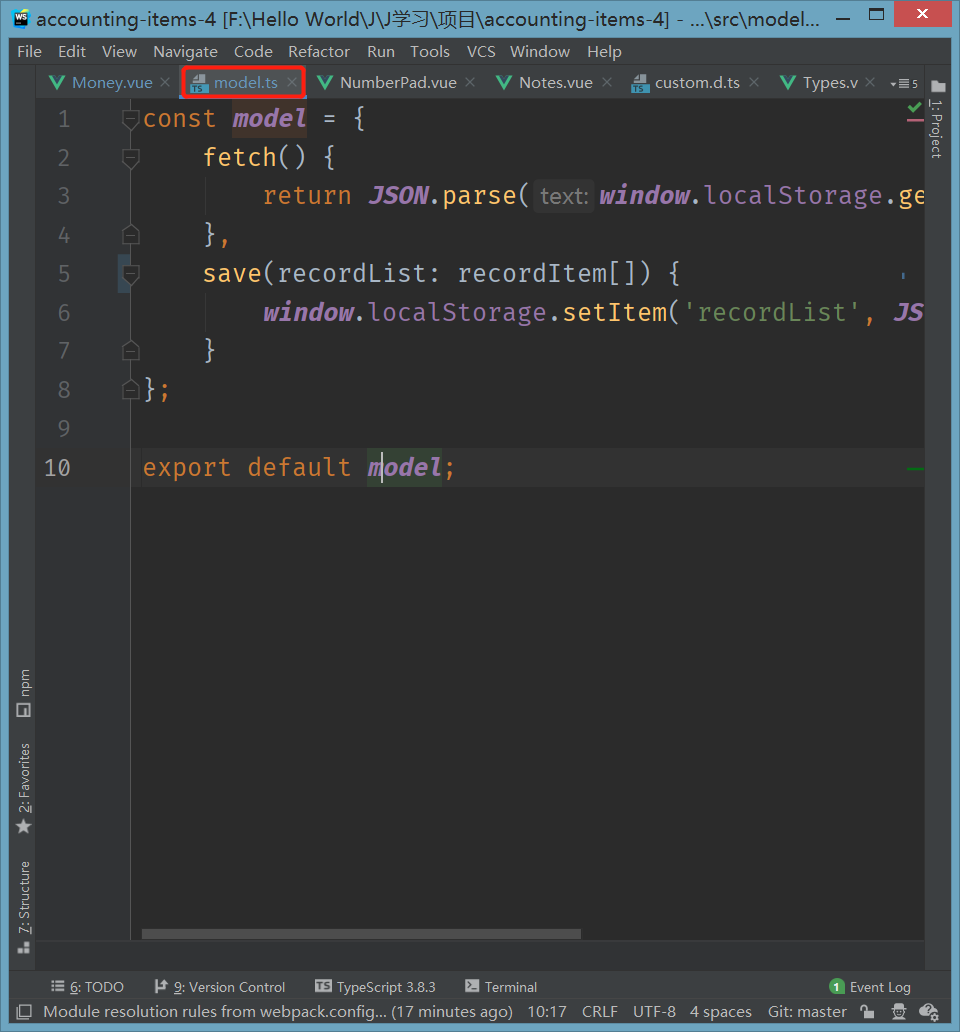 WS accounting-items-4 [F:\Hello World\J\J学习\项目\accounting-items-4] - ...\src\model...
File Edit View Navigate Code Refactor Run Tools VCS Window Help
Money.vue TS model.ts NumberPad.vue Notes.vue TS custom.d.ts Types.v 5
1: Project
1 const model = {
2 fetch() {
3 return JSON.parse( text: window.localStorage.ge
4 },
5 save(recordList: recordItem[]) {
6 window.localStorage.setItem('recordList', JS
7 }
8 };
9
10 export default model;
npm
2: Favorites
7: Structure
6: TODO 9: Version Control TS TypeScript 3.8.3 Terminal 1 Event Log
Module resolution rules from webpack.config... (17 minutes ago) 10:17 CRLF UTF-8 4 spaces Git: master